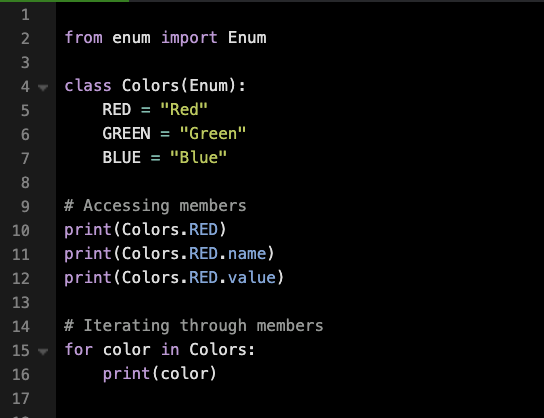 1
2 from enum import Enum
3
4 class Colors(Enum):
5     RED = "Red"
6     GREEN = "Green"
7     BLUE = "Blue"
8
9 # Accessing members
10 print(Colors.RED)
11 print(Colors.RED.name)
12 print(Colors.RED.value)
13
14 # Iterating through members
15 for color in Colors:
16     print(color)
17